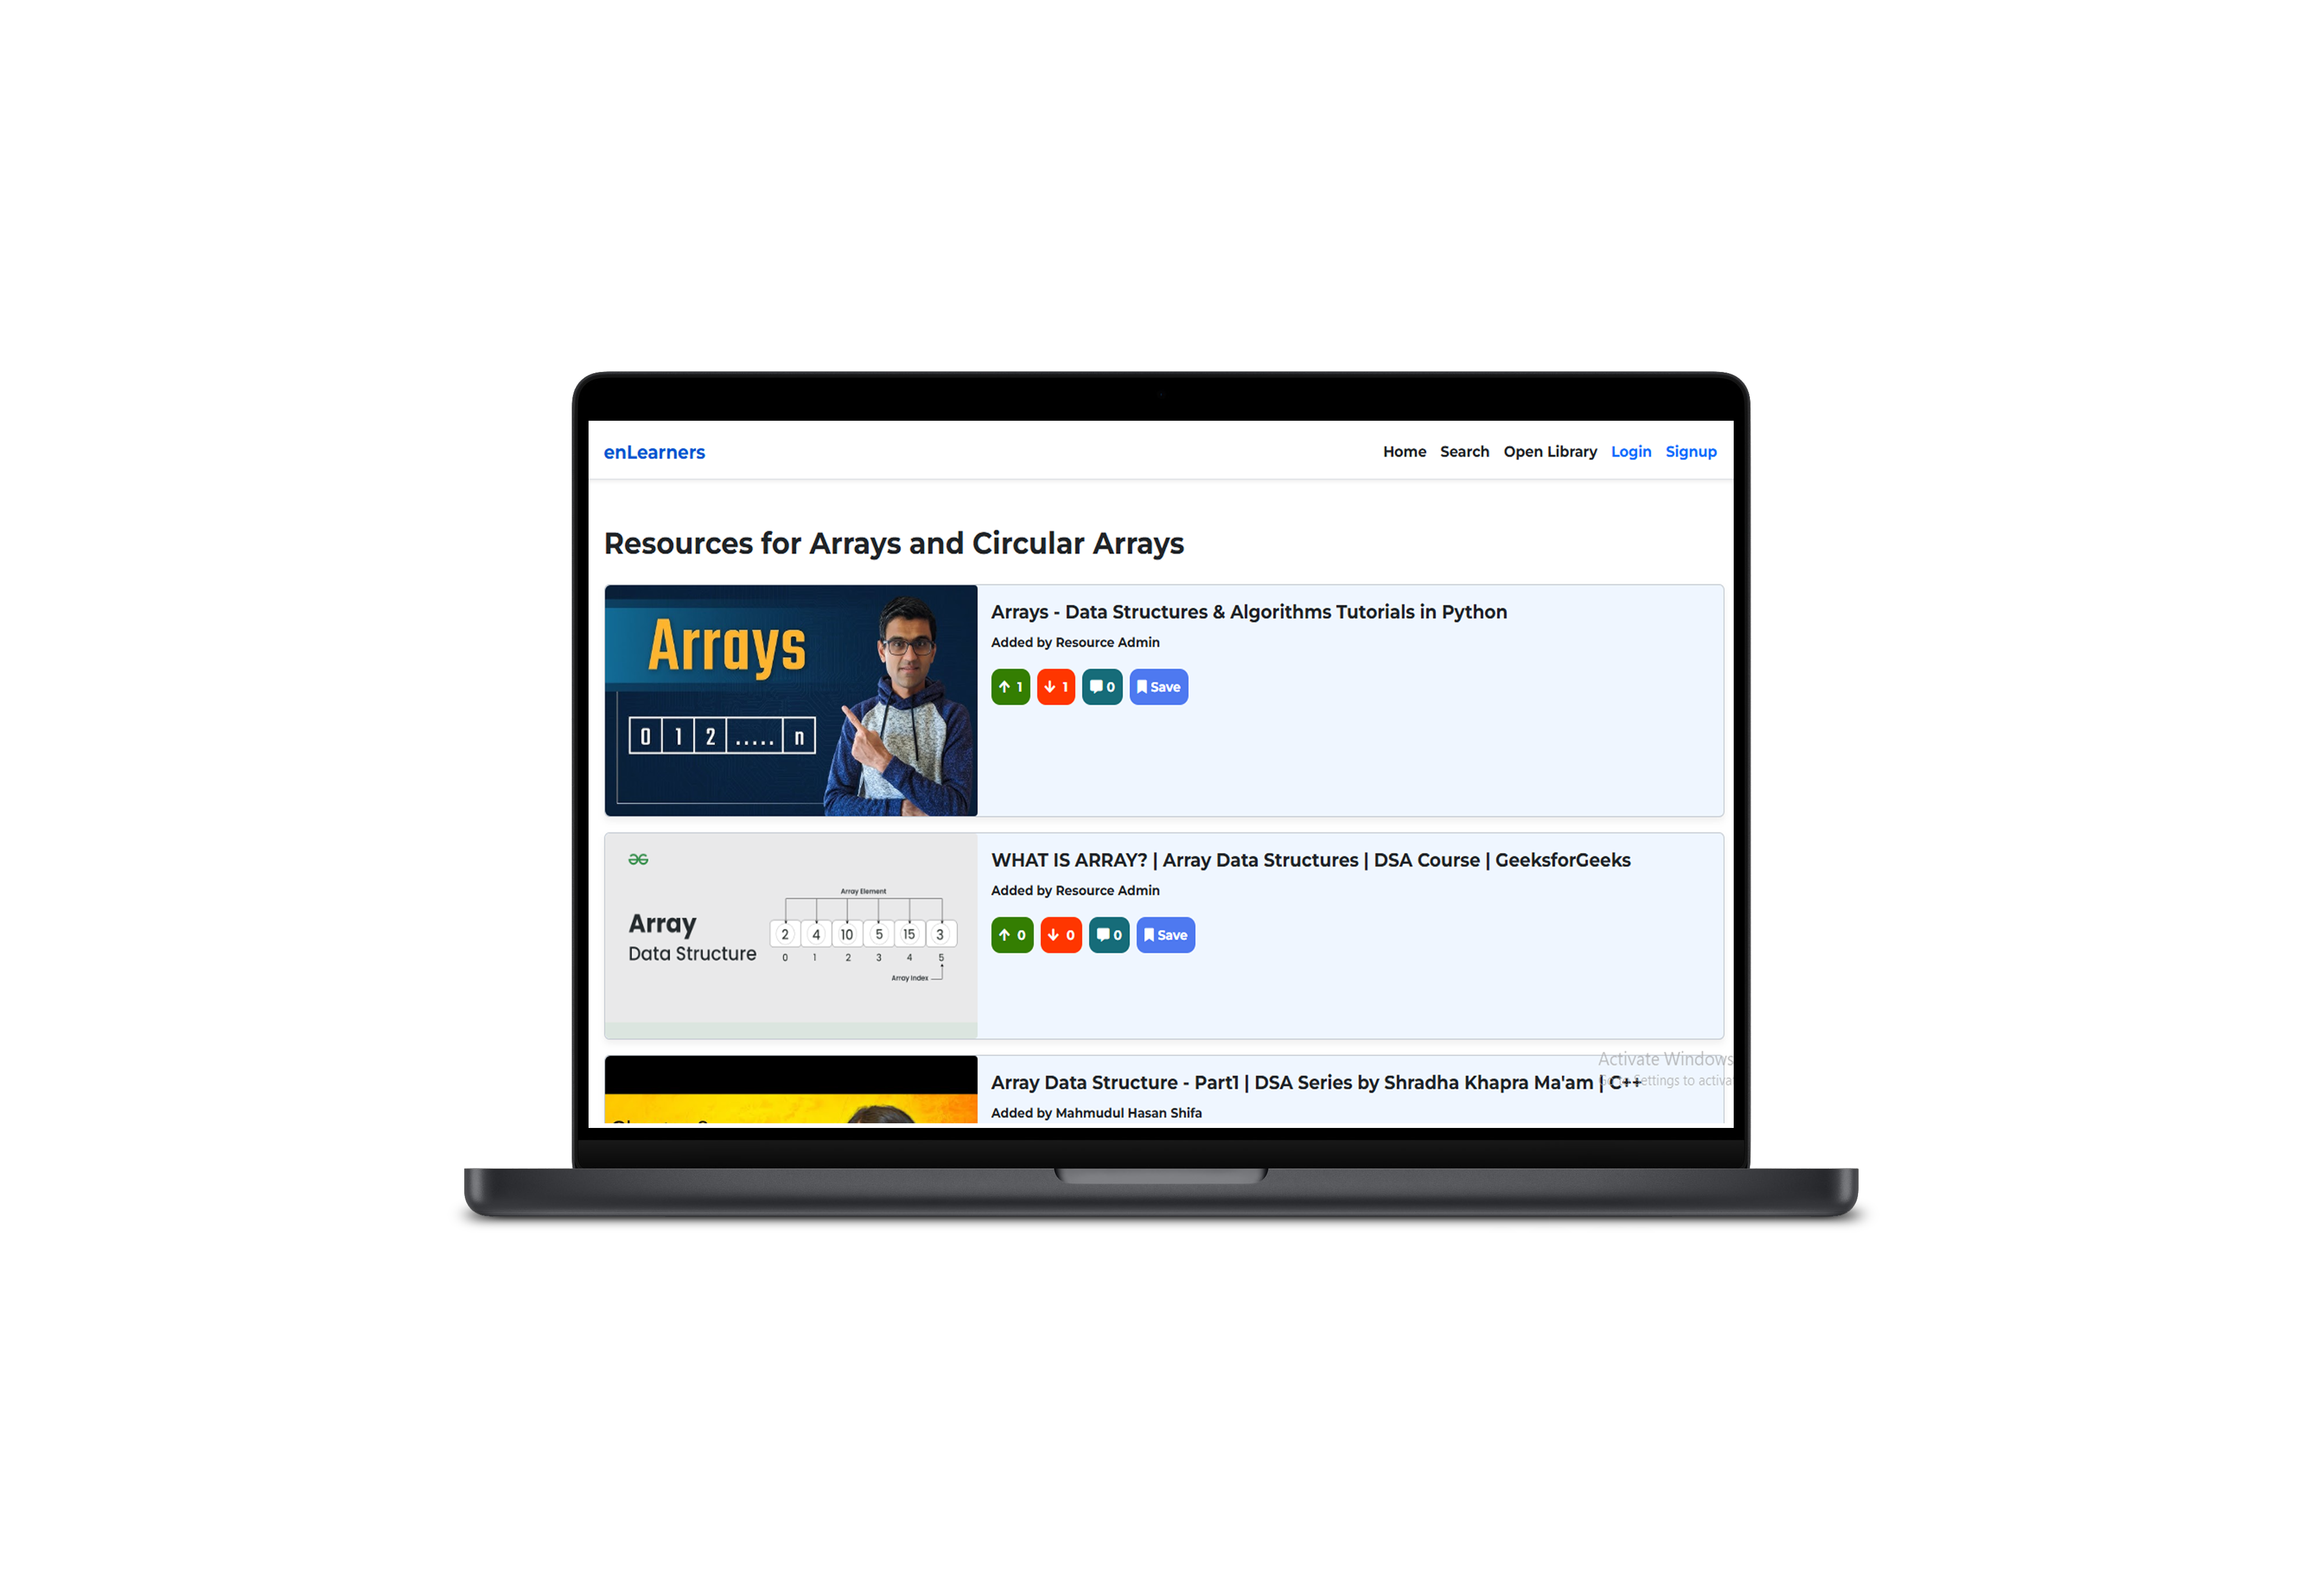 enLearners
Home Search Open Library Login Signup
Resources for Arrays and Circular Arrays
Arrays
0 1 2 ..... n
Arrays - Data Structures & Algorithms Tutorials in Python
Added by Resource Admin
1 1 0 Save
Array
Data Structure
Array Element
2 4 10 5 15 3
0 1 2 3 4 5
Array Index
WHAT IS ARRAY? | Array Data Structures | DSA Course | GeeksforGeeks
Added by Resource Admin
0 0 0 Save
Activate Windows
Array Data Structure - Part1 | DSA Series by Shradha Khapra Ma'am | C++
Settings to
Added by Mahmudul Hasan Shifa